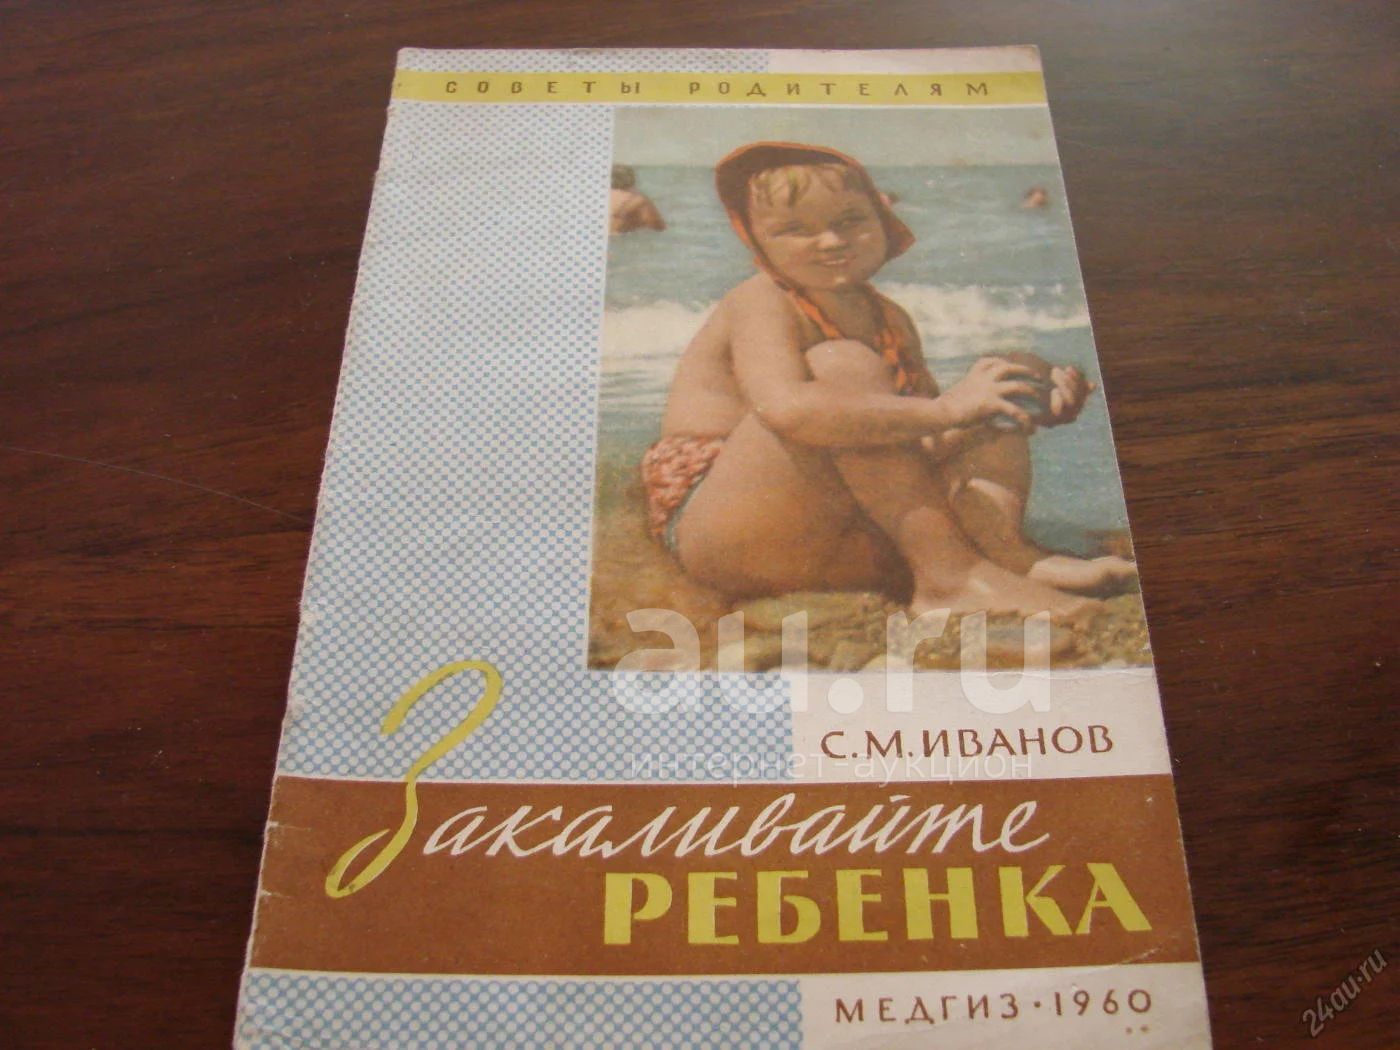 СОВЕТЫ РОДИТЕЛЯМ
au.ru
С.М.ИВАНОВ
интернет-аукцион
Закаливайте
РЕБЕНКА
МЕДГИЗ · 1960
24au.ru